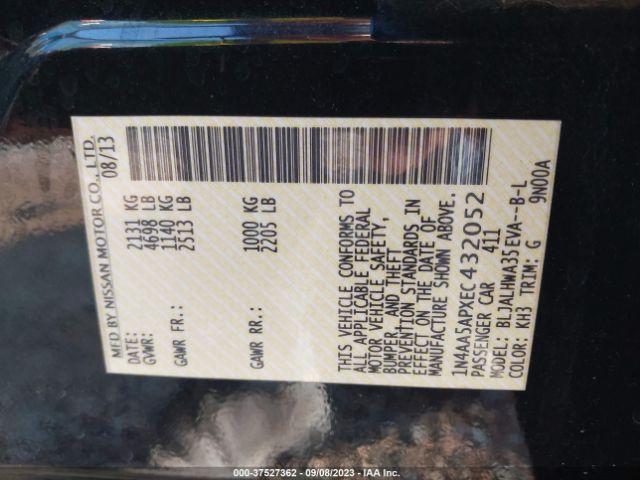 MFD BY NISSAN MOTOR CO., LTD.
08/13
DATE:
GVWR: 2131 KG
4698 LB
GAWR FR.: 1140 KG
2513 LB
GAWR RR.: 1000 KG
2205 LB
THIS VEHICLE CONFORMS TO
ALL APPLICABLE FEDERAL
MOTOR VEHICLE SAFETY,
BUMPER, AND THEFT
PREVENTION STANDARDS IN
EFFECT ON THE DATE OF
MANUFACTURE SHOWN ABOVE.
1N4AA5APXEC432052
PASSENGER CAR 411
MODEL: BLJALHWA35EVA--B-L
COLOR: KH3 TRIM: G 9N00A
000-37527362 - 09/08/2023 - IAA Inc.